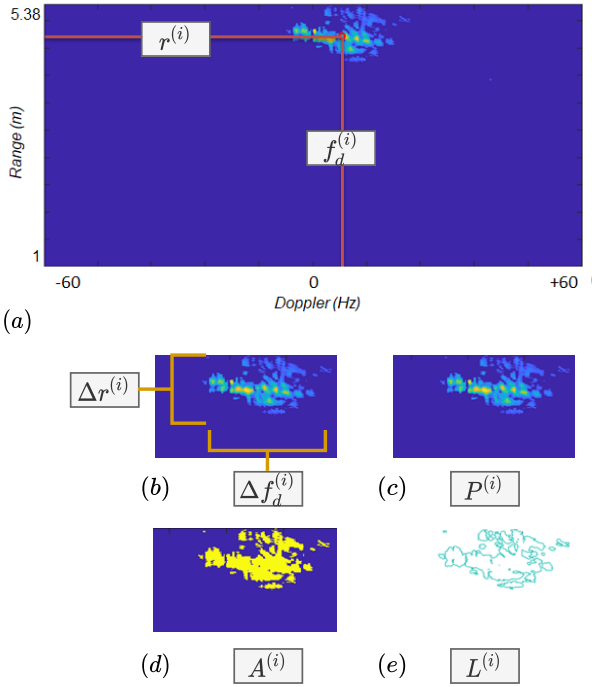 5.38
r^{(i)}
Range (m)
f_d^{(i)}
1
-60 0 +60
Doppler (Hz)
(a)
Δr^{(i)}
Δf_d^{(i)}
(b)
(c) P^{(i)}
(d) A^{(i)}
(e) L^{(i)}